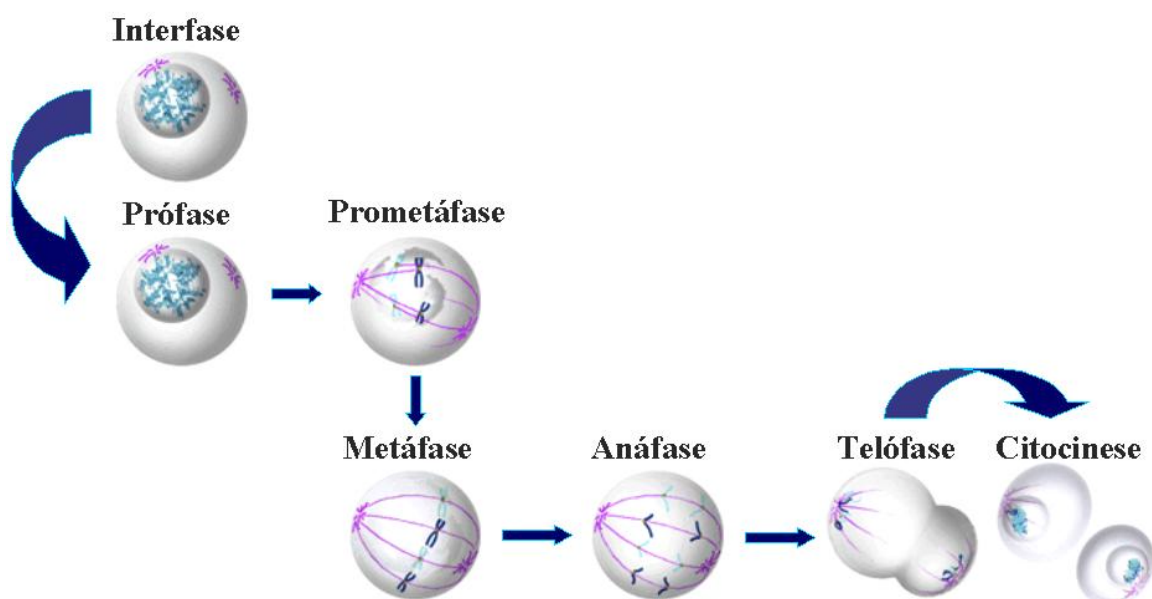 Interfase
Prófase
Prometáfase
Metáfase
Anáfase
Telófase
Citocinese